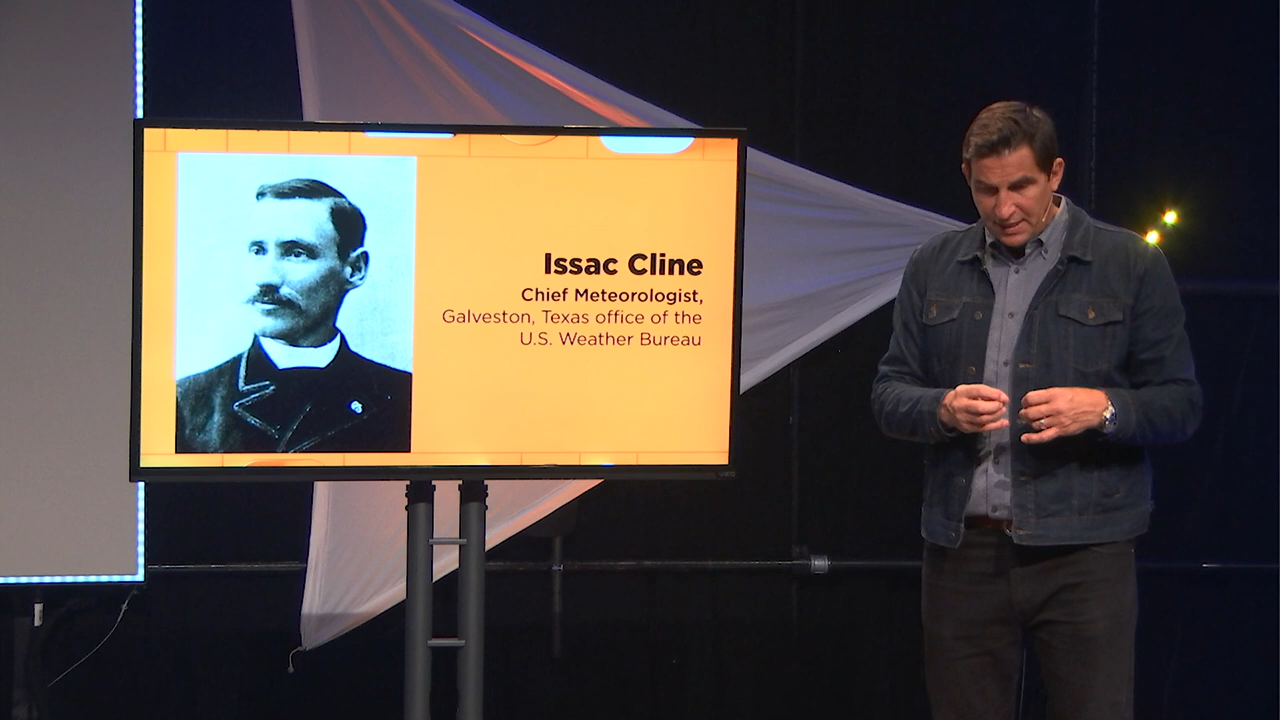 Issac Cline
Chief Meteorologist,
Galveston, Texas office of the
U.S. Weather Bureau